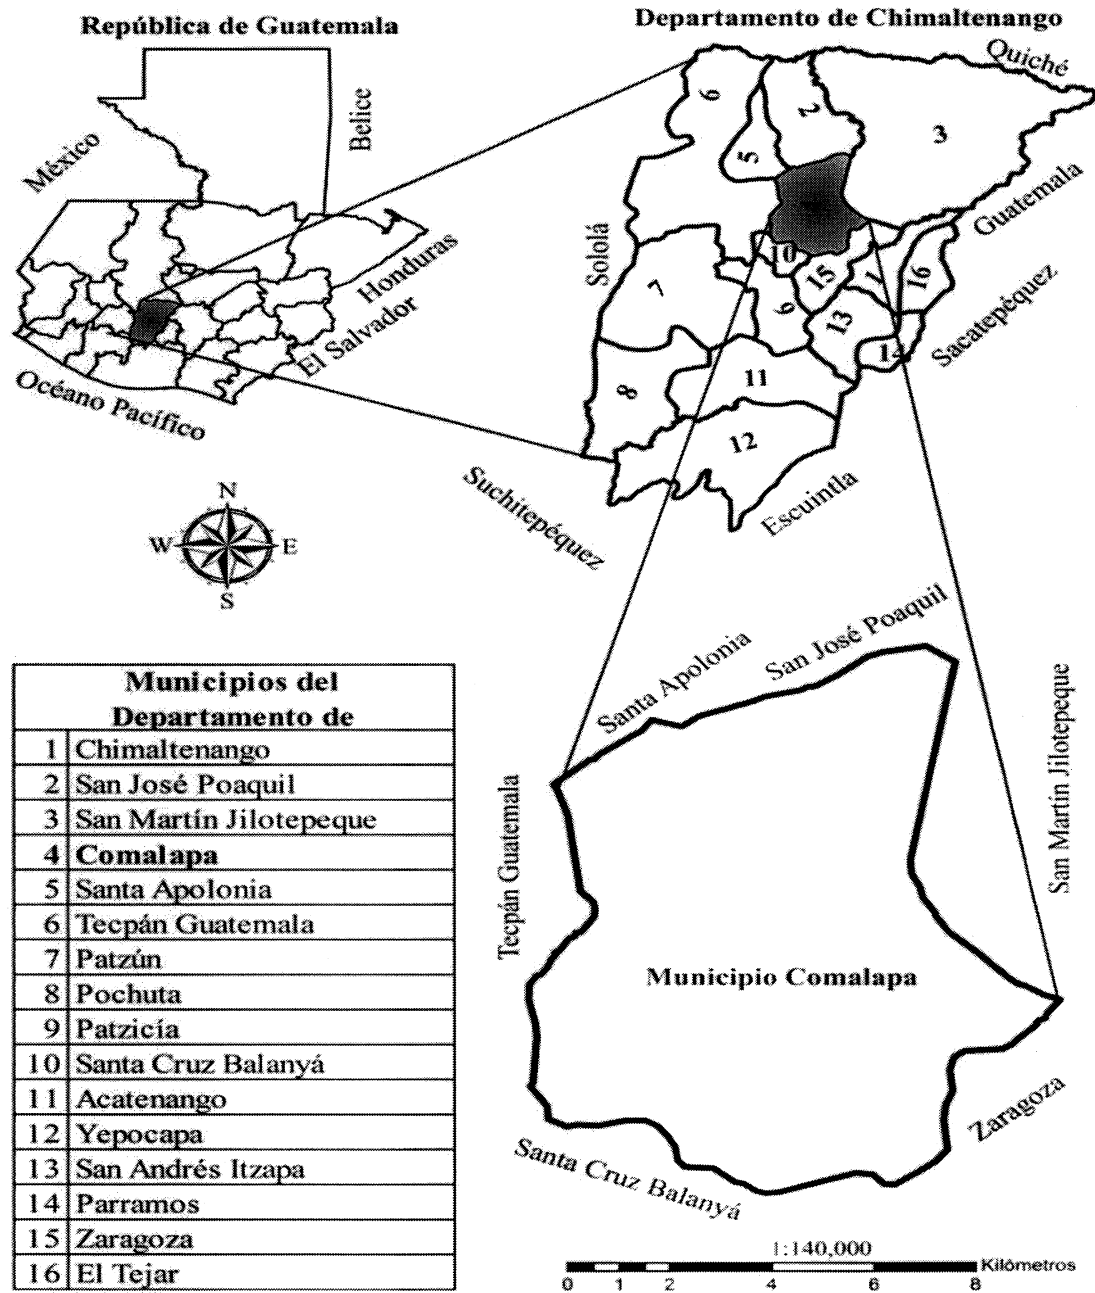 República de Guatemala
México
Belice
Honduras
El Salvador
Océano Pacífico
Departamento de Chimaltenango
Quiché
Guatemala
Sacatepéquez
Escuintla
Suchitepéquez
Sololá
6
2
3
5
10
15
1
16
7
9
13
14
8
11
12
N
W
E
S
Municipios del
Departamento de
1 Chimaltenango
2 San José Poaquil
3 San Martín Jilotepeque
4 Comalapa
5 Santa Apolonia
6 Tecpán Guatemala
7 Patzún
8 Pochuta
9 Patzicía
10 Santa Cruz Balanyá
11 Acatenango
12 Yepocapa
13 San Andrés Itzapa
14 Parramos
15 Zaragoza
16 El Tejar
Santa Apolonia
San José Poaquil
San Martín Jilotepeque
Tecpán Guatemala
Municipio Comalapa
Zaragoza
Santa Cruz Balanyá
1:140,000
Kilómetros
0 1 2 4 6 8